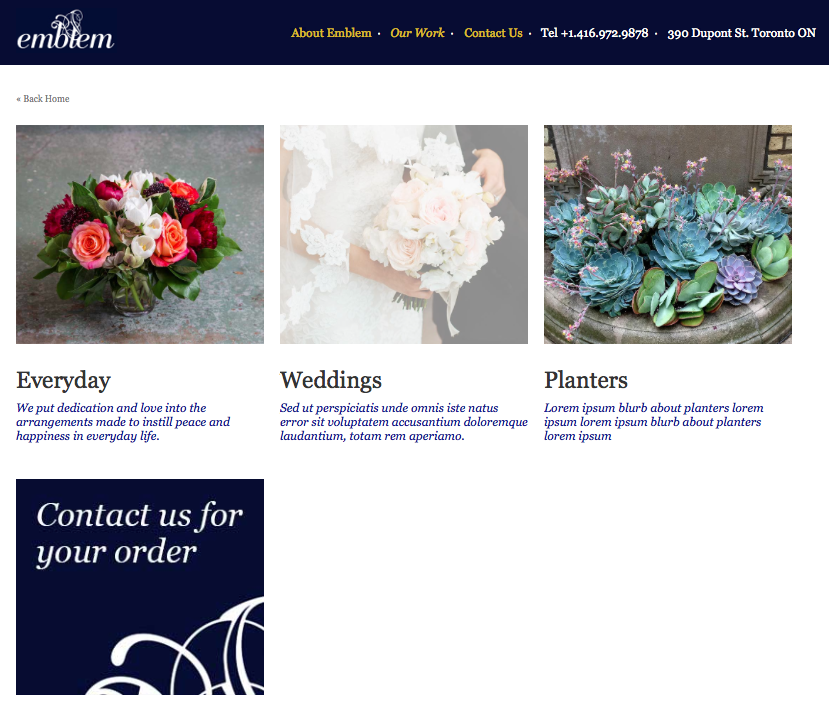 emblem
About Emblem · Our Work · Contact Us · Tel +1.416.972.9878 · 390 Dupont St. Toronto ON
« Back Home
Everyday
We put dedication and love into the
arrangements made to instill peace and
happiness in everyday life.
Weddings
Sed ut perspiciatis unde omnis iste natus
error sit voluptatem accusantium doloremque
laudantium, totam rem aperiamo.
Planters
Lorem ipsum blurb about planters lorem
ipsum lorem ipsum blurb about planters
lorem ipsum
Contact us for
your order